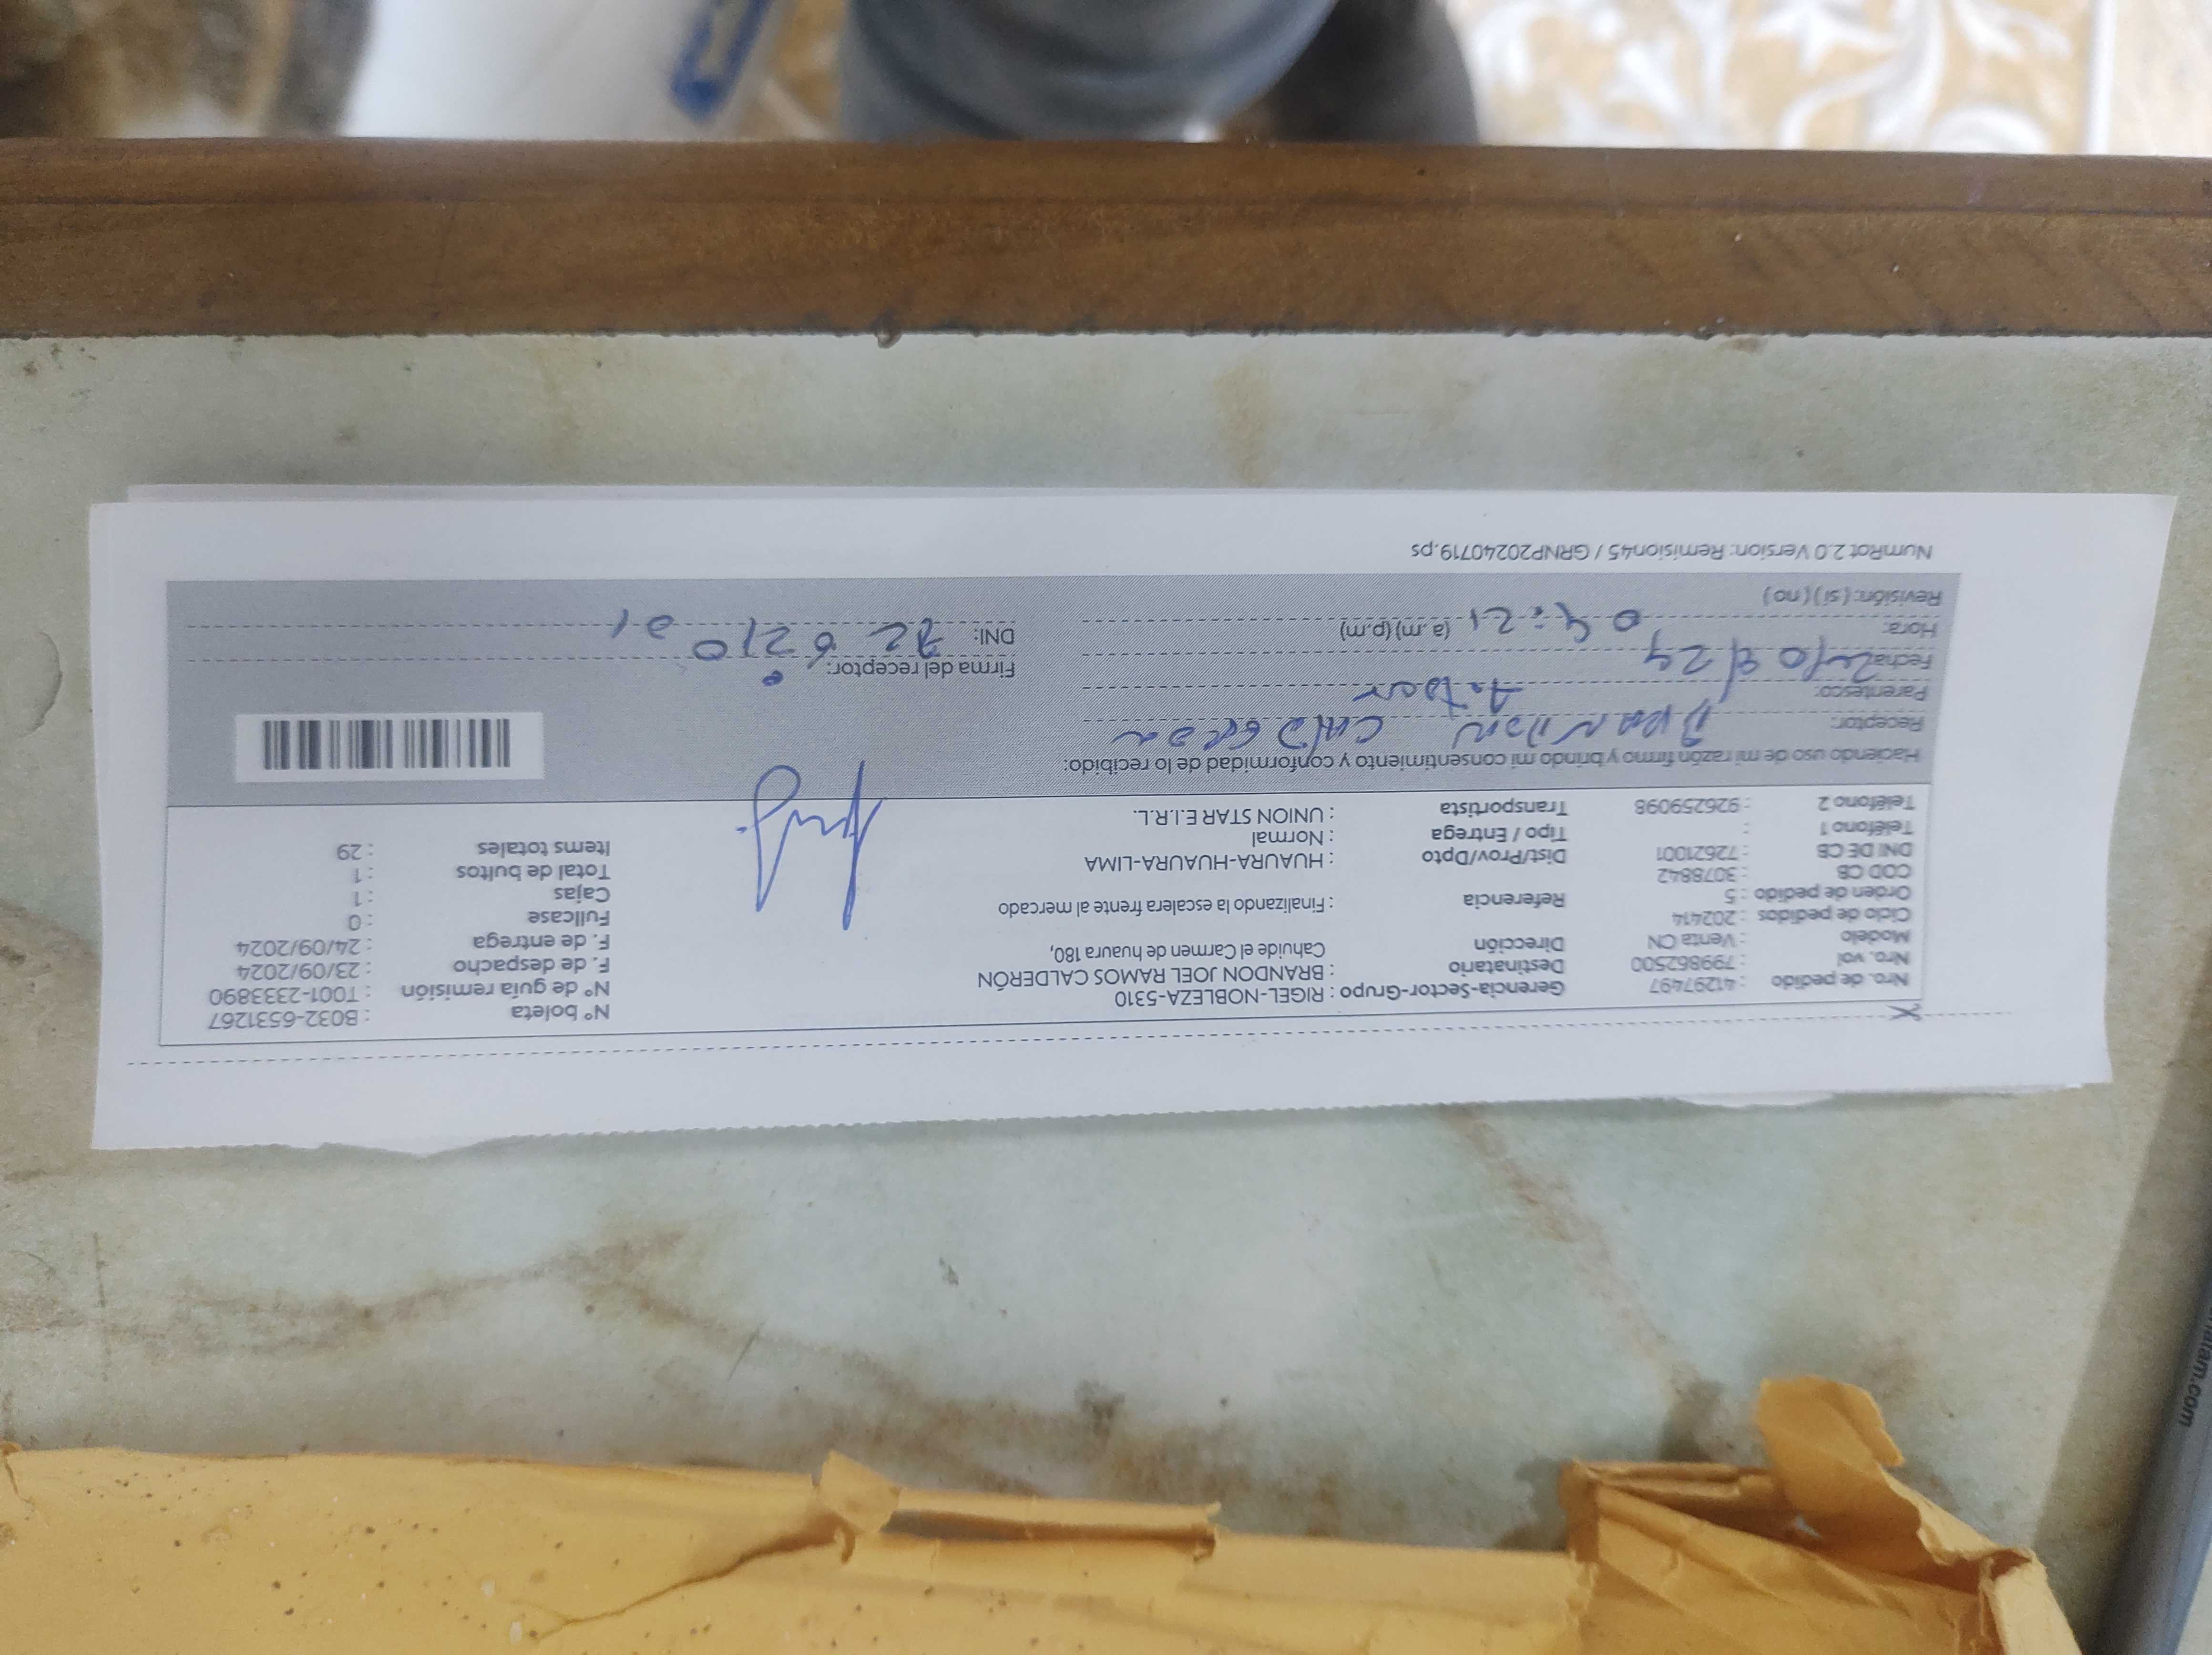 Nro. de pedido : 41297497 Gerencia-Sector-Grupo : RIGEL-NOBLEZA-5310 N° boleta : B032-6531267
Nro. vol : 799862500 Destinatario : BRANDON JOEL RAMOS CALDERÓN N° de guía remisión : T001-2333890
Modelo : Venta CN Dirección Cahuide el Carmen de huaura 180, F. de despacho : 23/09/2024
Ciclo de pedidos : 202414 F. de entrega : 24/09/2024
Orden de pedido : 5 Referencia : Finalizando la escalera frente al mercado Fullcase : 0
COD CB : 3078842 Cajas : 1
DNI DE CB : 72621001 Dist/Prov/Dpto : HUAURA-HUAURA-LIMA Total de bultos : 1
Teléfono 1 : Tipo / Entrega : Normal Items totales : 29
Teléfono 2 : 926259098 Transportista : UNION STAR E.I.R.L.
Haciendo uso de mi razón firmo y brindo mi consentimiento y conformidad de lo recibido:
Receptor: BRANDON CALDERON
Parentesco:
Fecha: Firma del receptor:
Hora: 04:21 (a.m) (p.m) DNI:
Revisión: (sí) (no)
NumRot 2.0 Version: Remision45 / GRNP20240719.ps